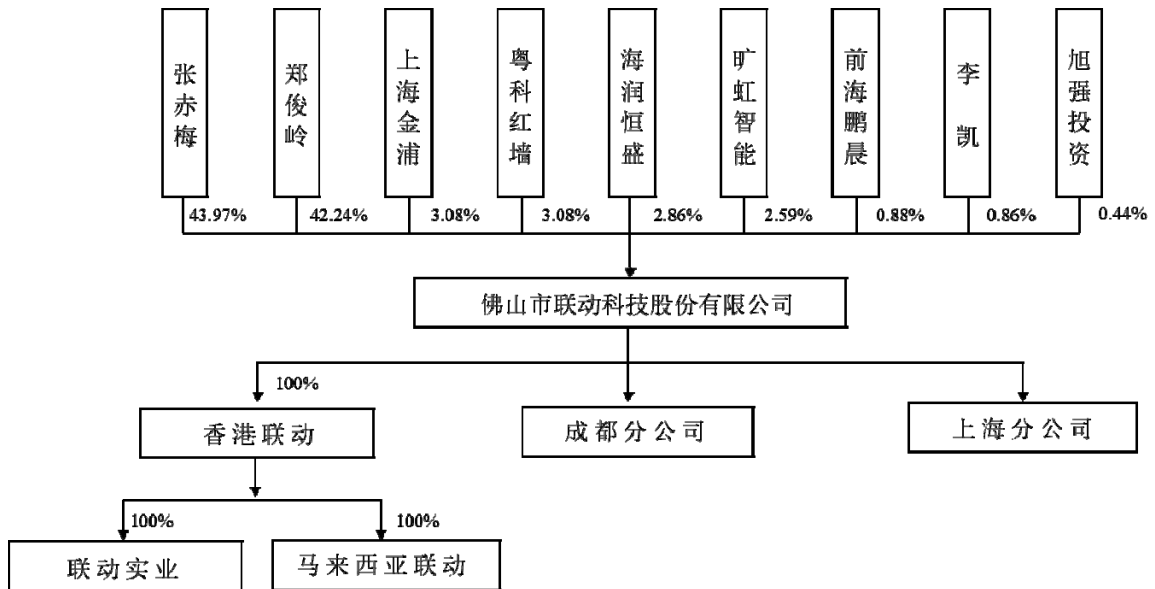 张赤梅
郑俊岭
上海金浦
粤科红墙
海润恒盛
旷虹智能
前海鹏晨
李凯
旭强投资
43.97%
42.24%
3.08%
3.08%
2.86%
2.59%
0.88%
0.86%
0.44%
佛山市联动科技股份有限公司
100%
香港联动
成都分公司
上海分公司
100%
100%
联动实业
马来西亚联动